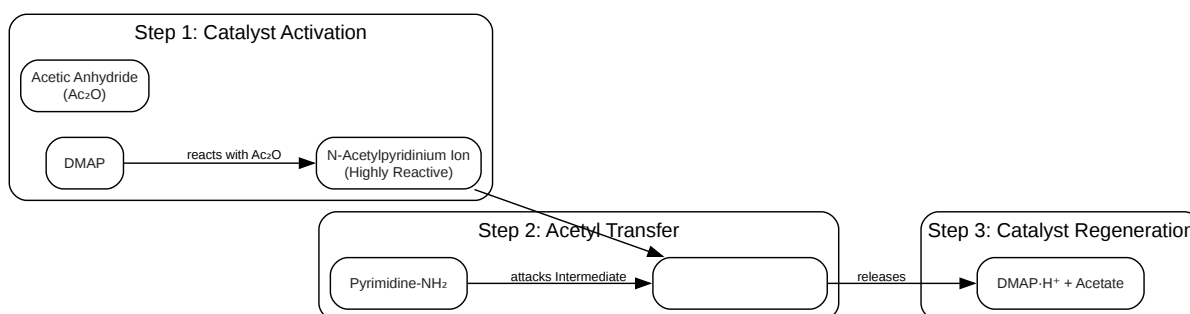 Step 1: Catalyst Activation
Acetic Anhydride
(Ac₂O)
DMAP
reacts with Ac₂O
N-Acetylpyridinium Ion
(Highly Reactive)
Step 2: Acetyl Transfer
Pyrimidine-NH₂
attacks Intermediate
releases
Step 3: Catalyst Regeneration
DMAP·H⁺ + Acetate